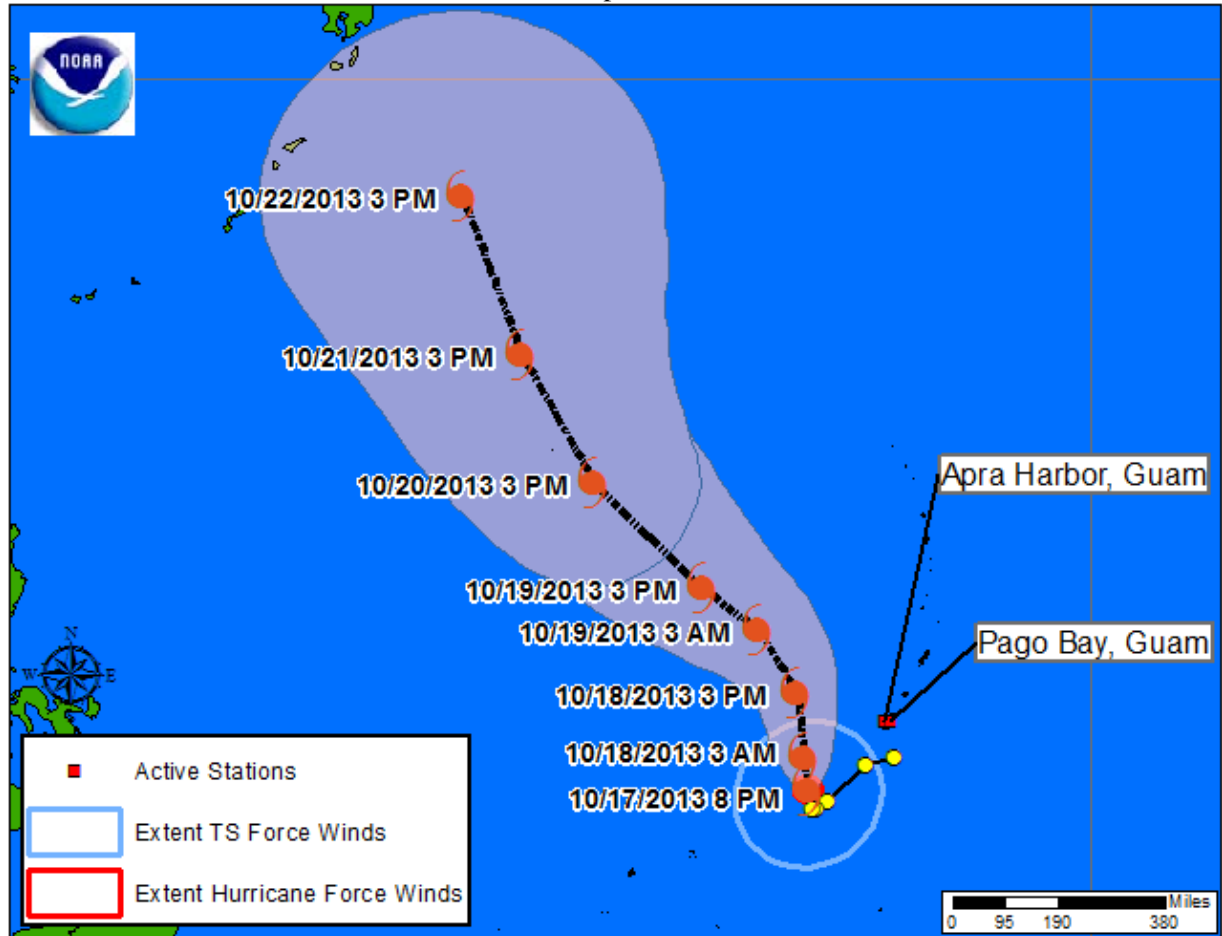 NOAA
10/22/2013 3 PM
10/21/2013 3 PM
10/20/2013 3 PM
Apra Harbor, Guam
10/19/2013 3 PM
10/19/2013 3 AM
Pago Bay, Guam
10/18/2013 3 PM
10/18/2013 3 AM
10/17/2013 8 PM
N
W E
S
Active Stations
Extent TS Force Winds
Extent Hurricane Force Winds
Miles
0 95 190 380